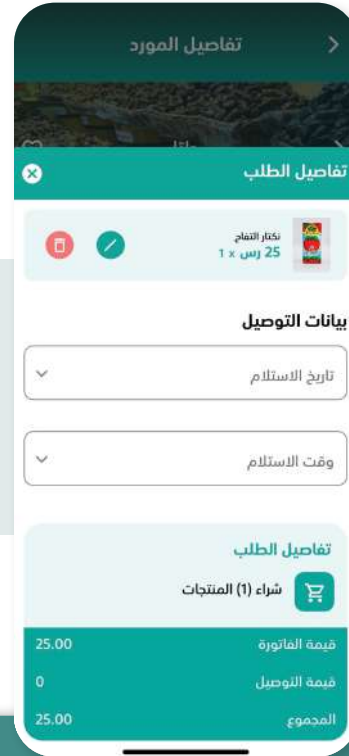 تفاصيل المورد
تفاصيل الطلب
نكتار التفاح
25 رس x 1
بيانات التوصيل
تاريخ الاستلام
وقت الاستلام
تفاصيل الطلب
شراء (1) المنتجات
قيمة الفاتورة 25.00
قيمة التوصيل 0
المجموع 25.00